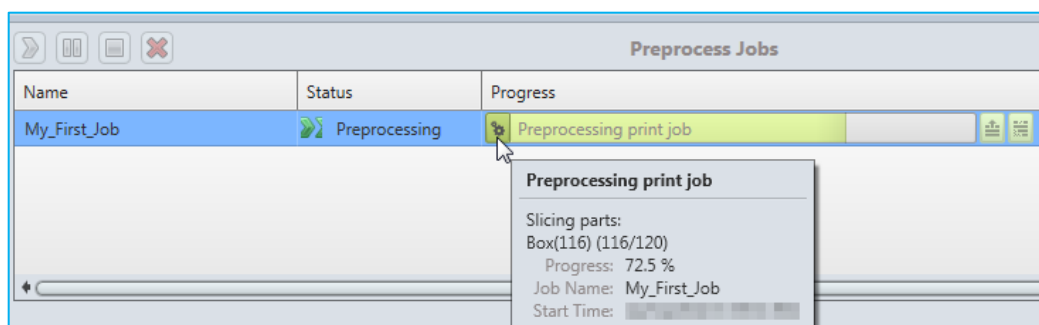 Preprocess Jobs
Name Status Progress
My_First_Job Preprocessing Preprocessing print job
Preprocessing print job
Slicing parts:
Box(116) (116/120)
Progress: 72.5 %
Job Name: My_First_Job
Start Time: